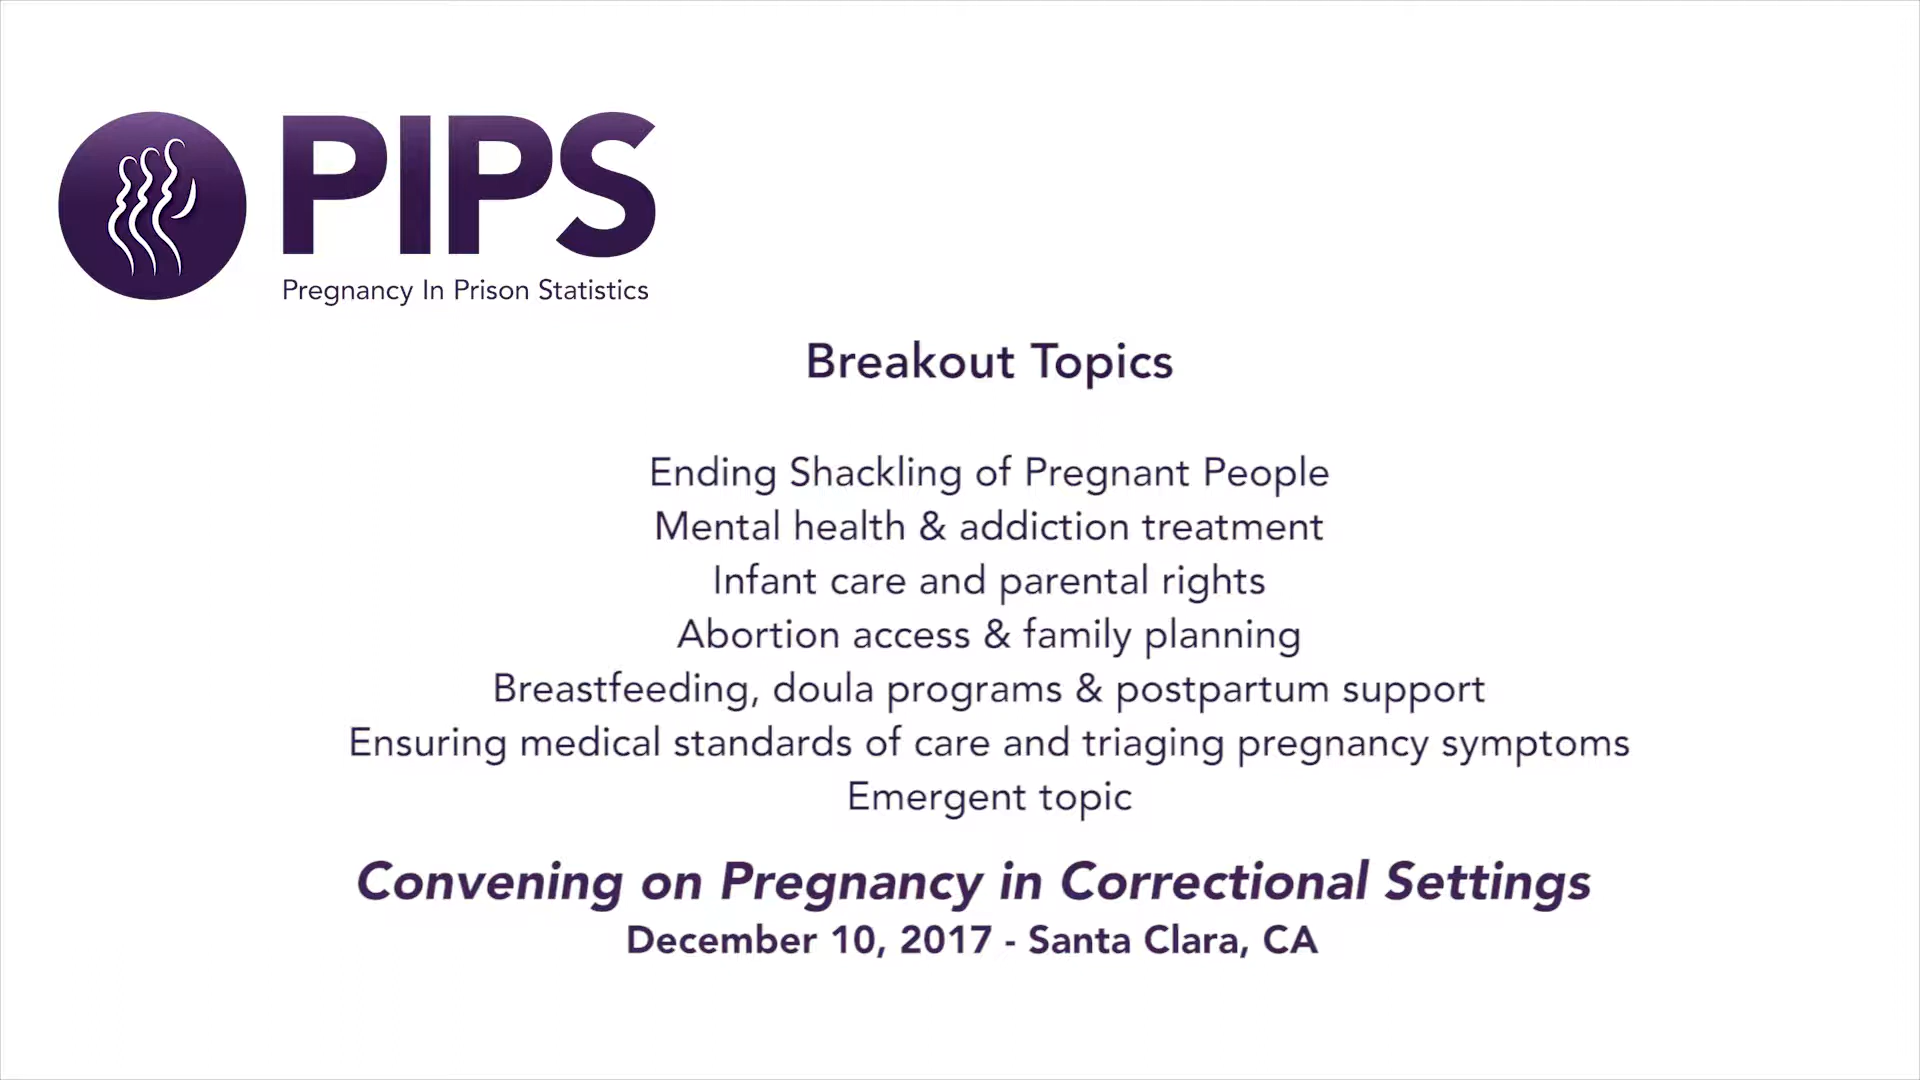 PIPS
Pregnancy In Prison Statistics
Breakout Topics
Ending Shackling of Pregnant People
Mental health & addiction treatment
Infant care and parental rights
Abortion access & family planning
Breastfeeding, doula programs & postpartum support
Ensuring medical standards of care and triaging pregnancy symptoms
Emergent topic
Convening on Pregnancy in Correctional Settings
December 10, 2017 - Santa Clara, CA